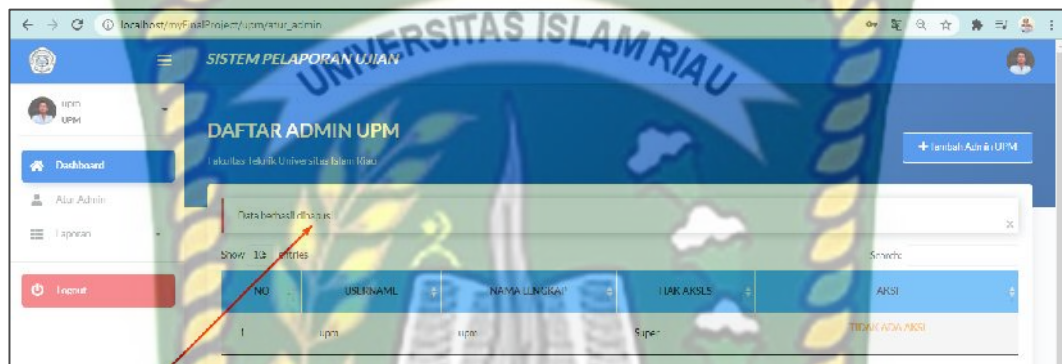 localhost/myFinalProject/upm/atur_admin
UNIVERSITAS ISLAM RIAU
SISTEM PELAPORAN UJIAN
upm
UPM
DAFTAR ADMIN UPM
Fakultas Teknik Universitas Islam Riau
+ Tambah Admin UPM
Dashboard
Atur Admin
Laporan
Logout
Data berhasil dihapus
Show 10 entries
Search:
NO USERNAME NAMA LENGKAP HAK AKSES AKSI
1 upm upm Super TIDAK ADA AKSI